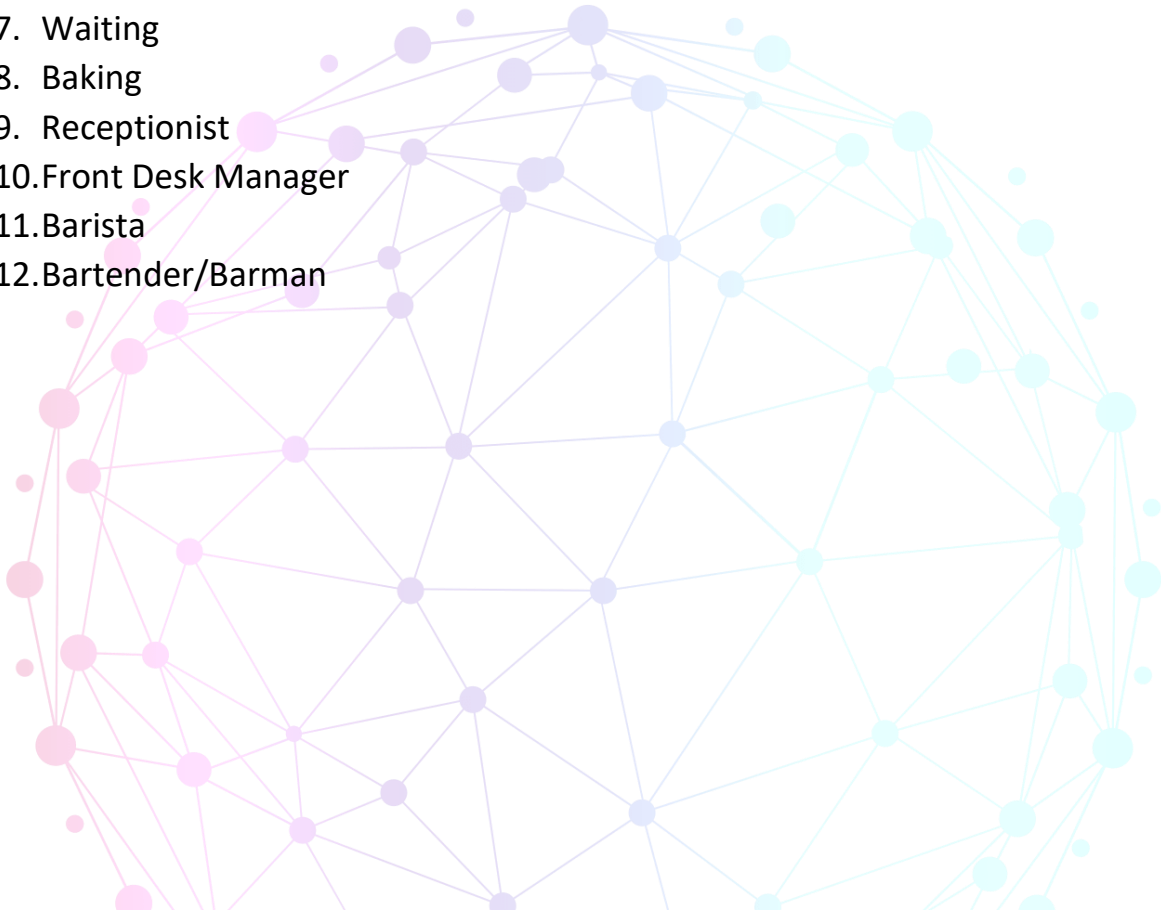 7. Waiting
8. Baking
9. Receptionist
10.Front Desk Manager
11.Barista
12.Bartender/Barman